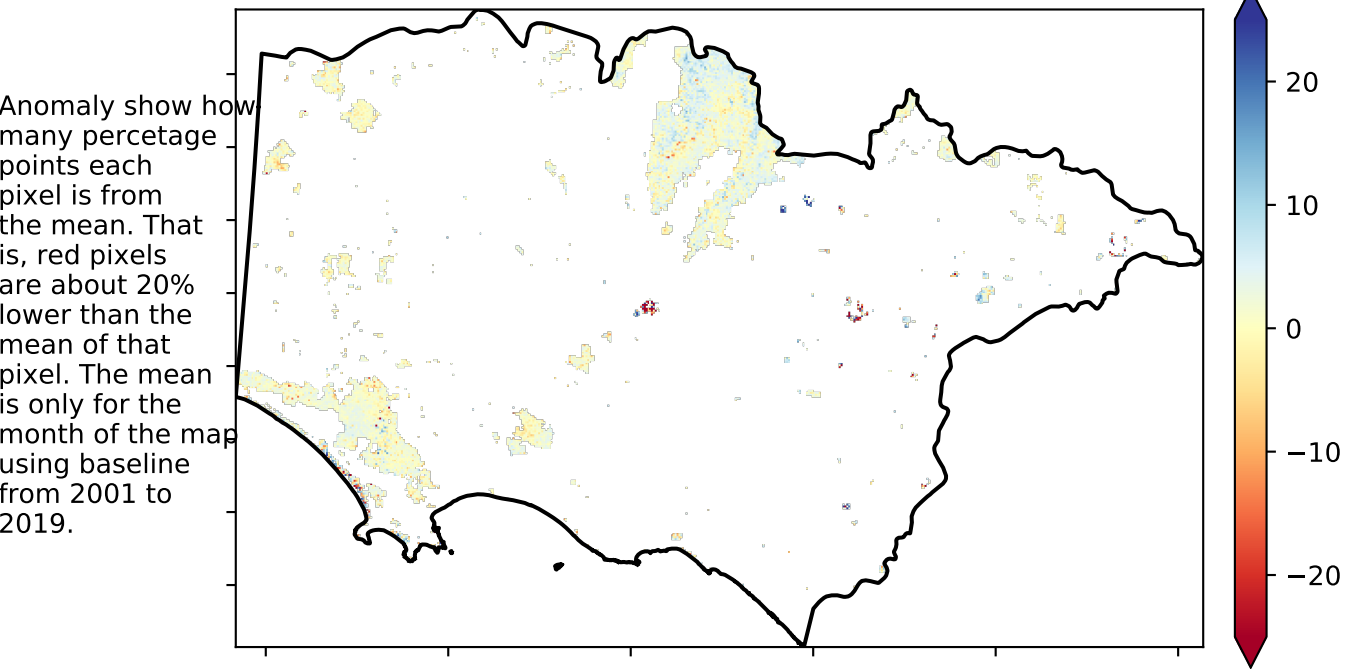 Anomaly show how
many percetage
points each
pixel is from
the mean. That
is, red pixels
are about 20%
lower than the
mean of that
pixel. The mean
is only for the
month of the map
using baseline
from 2001 to
2019.
20
10
0
−10
−20